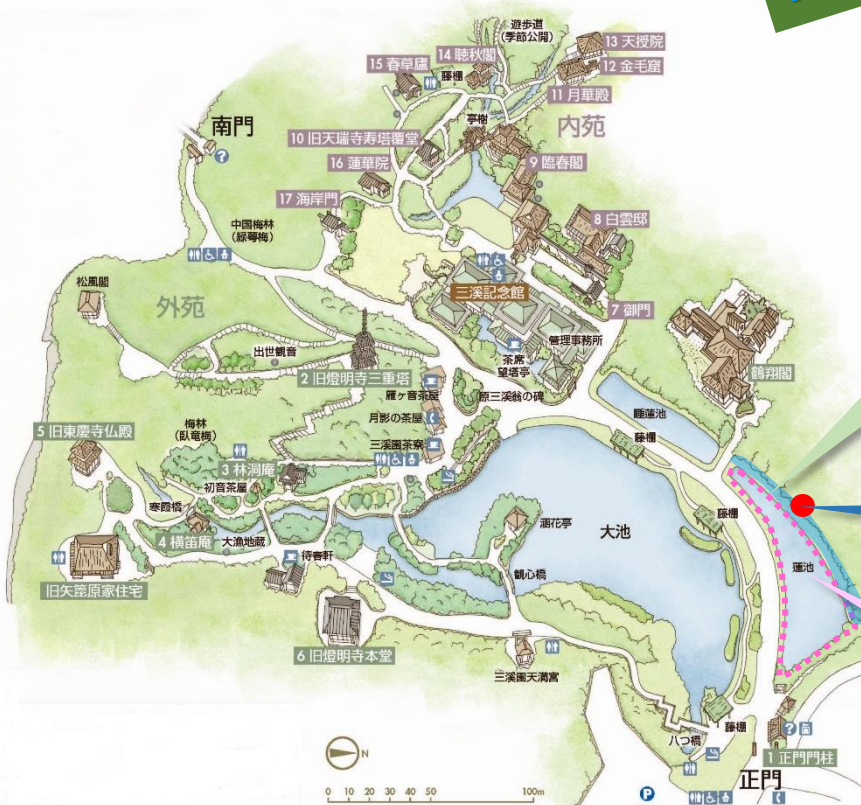 遊歩道
(季節公開)
13 天授院
14 聴秋閣
12 金毛窟
15 春草廬
藤棚
11 月華殿
南門
?
亭榭
内苑
10 旧天瑞寺寿塔覆堂
16 蓮華院
9 臨春閣
17 海岸門
8 白雲邸
中国梅林
(緑萼梅)
松風閣
三溪記念館
外苑
7 御門
管理事務所
出世観音
茶席
望塔亭
鶴翔閣
2 旧燈明寺三重塔
雁ヶ音茶屋
原三溪翁の碑
睡蓮池
月影の茶屋
梅林
(臥竜梅)
5 旧東慶寺仏殿
三溪園茶寮
藤棚
3 林洞庵
初音茶屋
寒霞橋
藤棚
涵花亭
大池
4 横笛庵
大漁地蔵
待春軒
蓮池
観心橋
旧矢箆原家住宅
6 旧燈明寺本堂
三溪園天満宮
藤棚
?
八つ橋
1 正門門柱
N
正門
0 10 20 30 40 50 100m
P